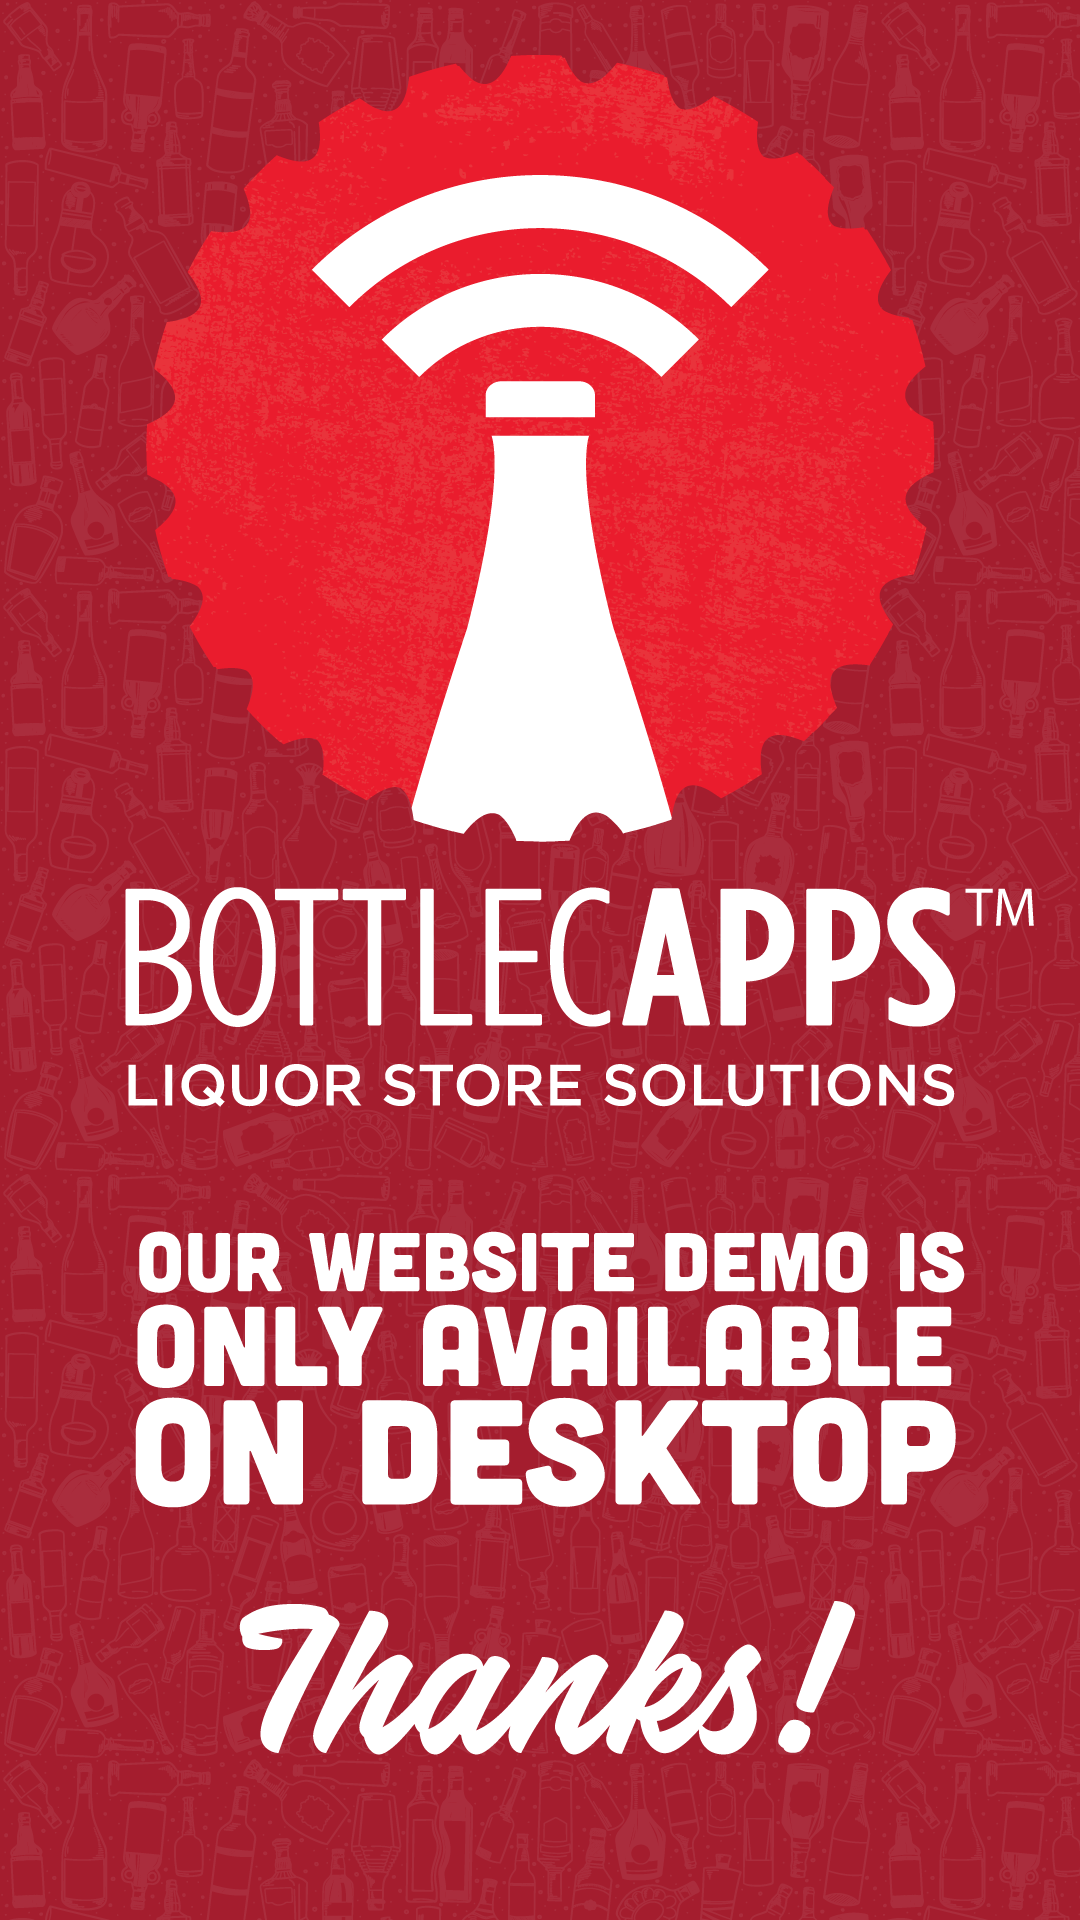 BOTTLECAPPS™
LIQUOR STORE SOLUTIONS
OUR WEBSITE DEMO IS
ONLY AVAILABLE
ON DESKTOP
Thanks!